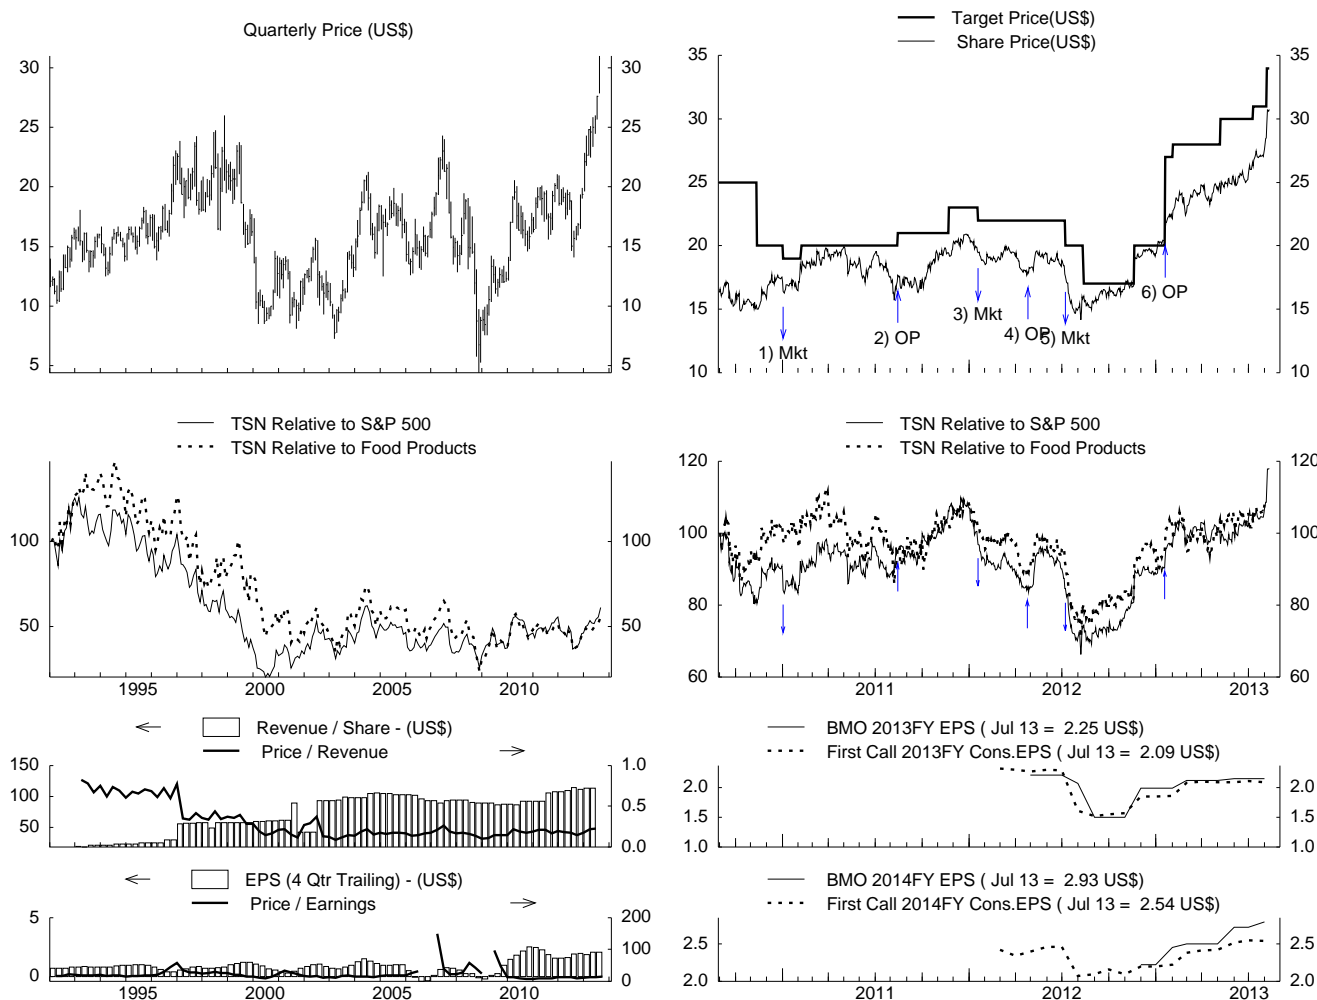 Quarterly Price (US$)
30 30
25 25
20 20
15 15
10 10
5 5
Target Price(US$)
Share Price(US$)
35 35
30 30
25 25
20 20
15 15
10 10
1) Mkt
2) OP
3) Mkt
4) OP
5) Mkt
6) OP
TSN Relative to S&P 500
TSN Relative to Food Products
100 100
50 50
1995 2000 2005 2010
TSN Relative to S&P 500
TSN Relative to Food Products
120 120
100 100
80 80
60 60
2011 2012 2013
Revenue / Share - (US$)
Price / Revenue
150 1.0
100 0.5
50 0.0
BMO 2013FY EPS ( Jul 13 = 2.25 US$)
First Call 2013FY Cons.EPS ( Jul 13 = 2.09 US$)
2.0 2.0
1.5 1.5
1.0 1.0
EPS (4 Qtr Trailing) - (US$)
Price / Earnings
5 200
100
0 0
1995 2000 2005 2010
BMO 2014FY EPS ( Jul 13 = 2.93 US$)
First Call 2014FY Cons.EPS ( Jul 13 = 2.54 US$)
2.5 2.5
2.0 2.0
2011 2012 2013